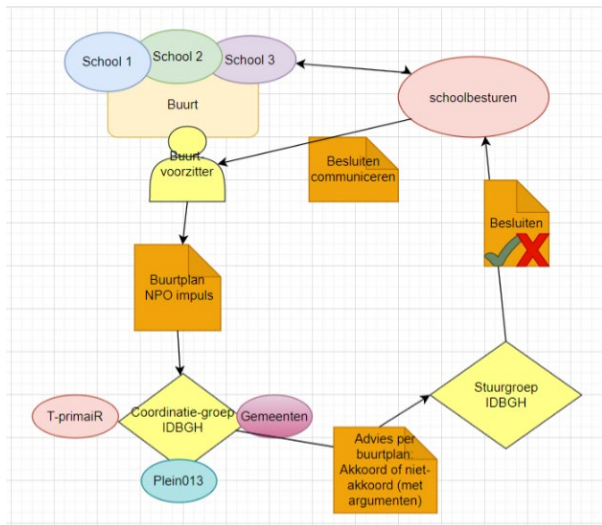 School 1
School 2
School 3
Buurt
Buurt-
voorzitter
schoolbesturen
Besluiten
communiceren
Besluiten
Buurtplan
NPO impuls
T-primaiR
Coordinatie-groep
IDBGH
Gemeenten
Plein013
Advies per
buurtplan:
Akkoord of niet-
akkoord (met
argumenten)
Stuurgroep
IDBGH